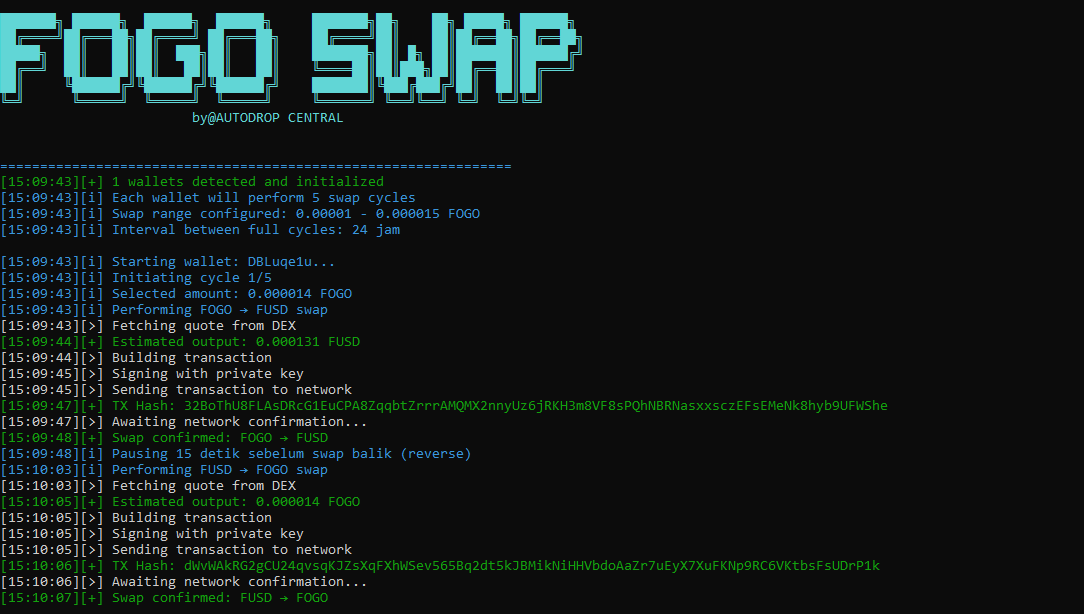 FOGO SWAP
by@AUTODROP CENTRAL
================================================================
[15:09:43][+] 1 wallets detected and initialized
[15:09:43][i] Each wallet will perform 5 swap cycles
[15:09:43][i] Swap range configured: 0.00001 - 0.000015 FOGO
[15:09:43][i] Interval between full cycles: 24 jam
[15:09:43][i] Starting wallet: DBLuqe1u...
[15:09:43][i] Initiating cycle 1/5
[15:09:43][i] Selected amount: 0.000014 FOGO
[15:09:43][i] Performing FOGO → FUSD swap
[15:09:43][>] Fetching quote from DEX
[15:09:44][+] Estimated output: 0.000131 FUSD
[15:09:44][>] Building transaction
[15:09:45][>] Signing with private key
[15:09:45][>] Sending transaction to network
[15:09:47][+] TX Hash: 32BoThU8FLAsDRcG1EuCPA8ZqqbtZrrrAMQMX2nnyUz6jRKH3m8VF8sPQhNBRNasxxsczEFsEMeNk8hyb9UFWShe
[15:09:47][>] Awaiting network confirmation...
[15:09:48][+] Swap confirmed: FOGO → FUSD
[15:09:48][i] Pausing 15 detik sebelum swap balik (reverse)
[15:10:03][i] Performing FUSD → FOGO swap
[15:10:03][>] Fetching quote from DEX
[15:10:05][+] Estimated output: 0.000014 FOGO
[15:10:05][>] Building transaction
[15:10:05][>] Signing with private key
[15:10:05][>] Sending transaction to network
[15:10:06][+] TX Hash: dWvWAkRG2gCU24qvsqKJZsXqFXhWSev565Bq2dt5kJBMikNiHHVbdoAaZr7uEyX7XuFKNp9RC6VKtbsFsUDrP1k
[15:10:06][>] Awaiting network confirmation...
[15:10:07][+] Swap confirmed: FUSD → FOGO